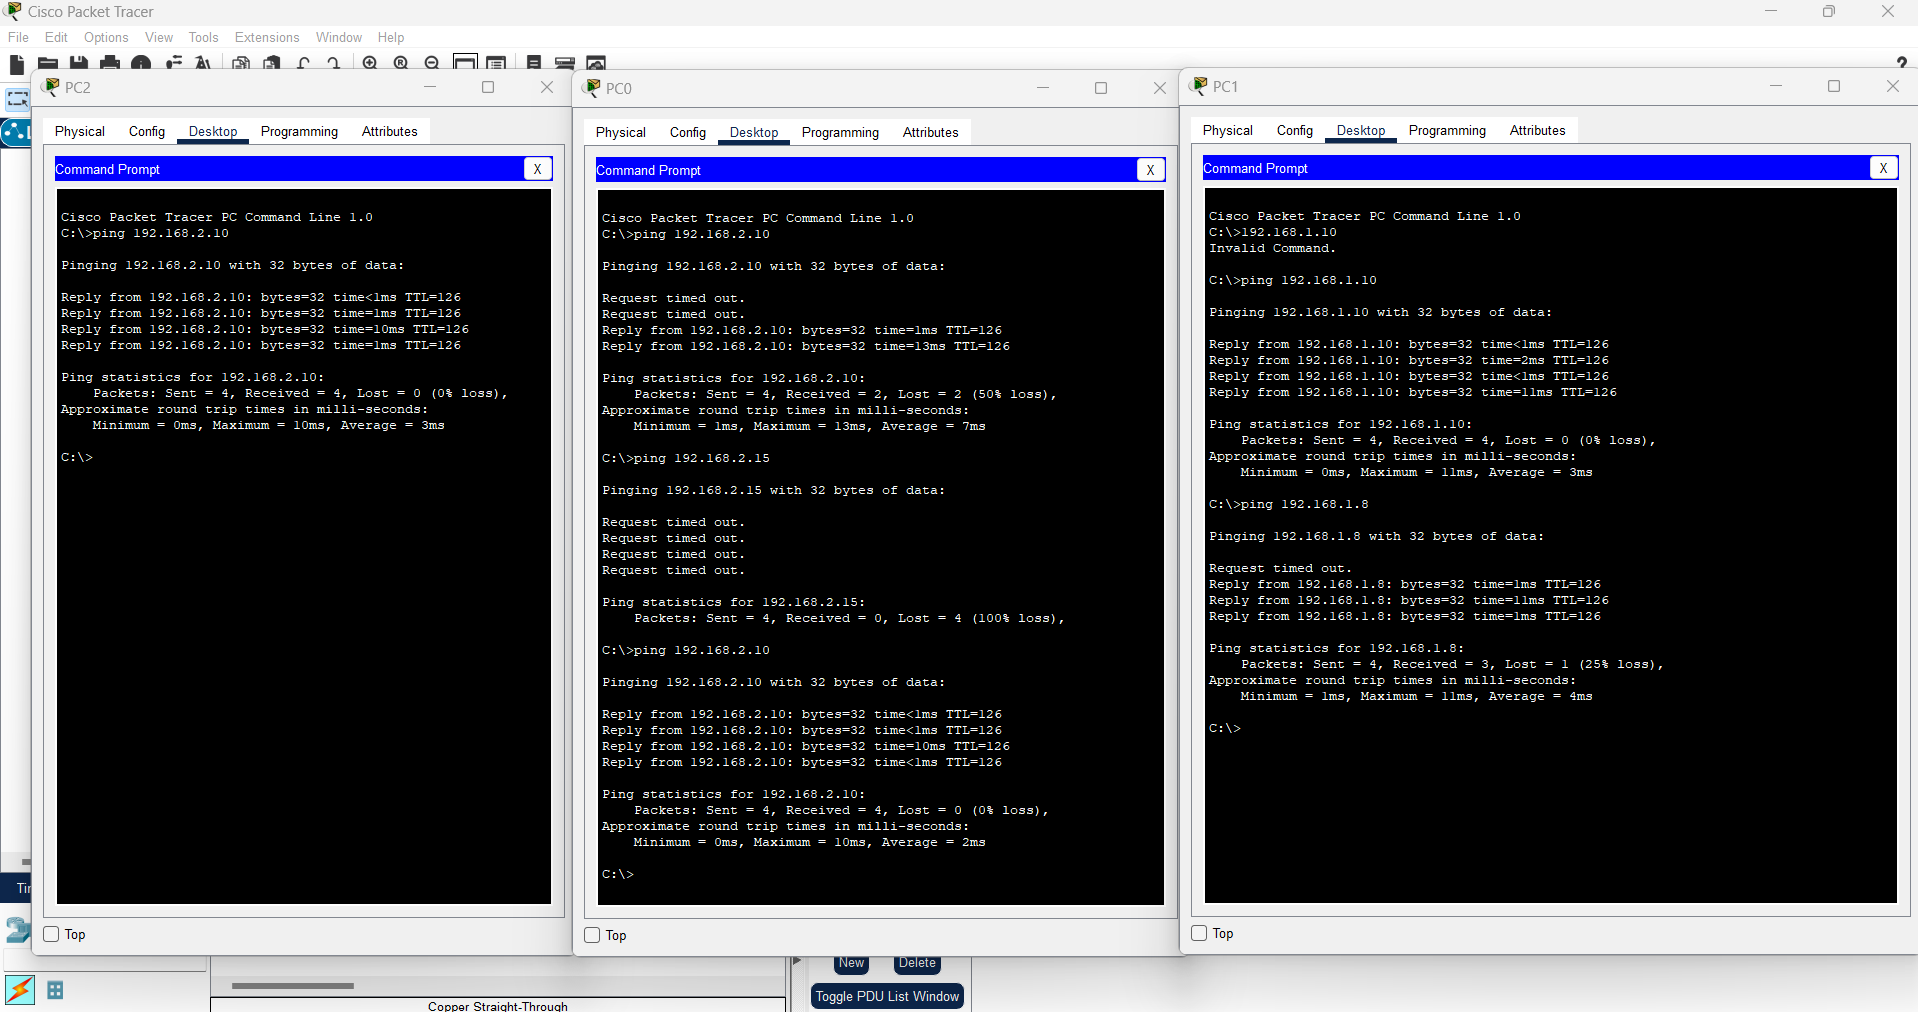 Cisco Packet Tracer
File Edit Options View Tools Extensions Window Help
PC2
Physical Config Desktop Programming Attributes
Command Prompt X
Cisco Packet Tracer PC Command Line 1.0
C:\>ping 192.168.2.10
Pinging 192.168.2.10 with 32 bytes of data:
Reply from 192.168.2.10: bytes=32 time<1ms TTL=126
Reply from 192.168.2.10: bytes=32 time=1ms TTL=126
Reply from 192.168.2.10: bytes=32 time=10ms TTL=126
Reply from 192.168.2.10: bytes=32 time=1ms TTL=126
Ping statistics for 192.168.2.10:
Packets: Sent = 4, Received = 4, Lost = 0 (0% loss),
Approximate round trip times in milli-seconds:
Minimum = 0ms, Maximum = 10ms, Average = 3ms
C:\>
Top
PC0
Physical Config Desktop Programming Attributes
Command Prompt X
Cisco Packet Tracer PC Command Line 1.0
C:\>ping 192.168.2.10
Pinging 192.168.2.10 with 32 bytes of data:
Request timed out.
Request timed out.
Reply from 192.168.2.10: bytes=32 time=1ms TTL=126
Reply from 192.168.2.10: bytes=32 time=13ms TTL=126
Ping statistics for 192.168.2.10:
Packets: Sent = 4, Received = 2, Lost = 2 (50% loss),
Approximate round trip times in milli-seconds:
Minimum = 1ms, Maximum = 13ms, Average = 7ms
C:\>ping 192.168.2.15
Pinging 192.168.2.15 with 32 bytes of data:
Request timed out.
Request timed out.
Request timed out.
Request timed out.
Ping statistics for 192.168.2.15:
Packets: Sent = 4, Received = 0, Lost = 4 (100% loss),
C:\>ping 192.168.2.10
Pinging 192.168.2.10 with 32 bytes of data:
Reply from 192.168.2.10: bytes=32 time<1ms TTL=126
Reply from 192.168.2.10: bytes=32 time<1ms TTL=126
Reply from 192.168.2.10: bytes=32 time=10ms TTL=126
Reply from 192.168.2.10: bytes=32 time<1ms TTL=126
Ping statistics for 192.168.2.10:
Packets: Sent = 4, Received = 4, Lost = 0 (0% loss),
Approximate round trip times in milli-seconds:
Minimum = 0ms, Maximum = 10ms, Average = 2ms
C:\>
Top
PC1
Physical Config Desktop Programming Attributes
Command Prompt X
Cisco Packet Tracer PC Command Line 1.0
C:\>192.168.1.10
Invalid Command.
C:\>ping 192.168.1.10
Pinging 192.168.1.10 with 32 bytes of data:
Reply from 192.168.1.10: bytes=32 time<1ms TTL=126
Reply from 192.168.1.10: bytes=32 time=2ms TTL=126
Reply from 192.168.1.10: bytes=32 time<1ms TTL=126
Reply from 192.168.1.10: bytes=32 time=11ms TTL=126
Ping statistics for 192.168.1.10:
Packets: Sent = 4, Received = 4, Lost = 0 (0% loss),
Approximate round trip times in milli-seconds:
Minimum = 0ms, Maximum = 11ms, Average = 3ms
C:\>ping 192.168.1.8
Pinging 192.168.1.8 with 32 bytes of data:
Request timed out.
Reply from 192.168.1.8: bytes=32 time=1ms TTL=126
Reply from 192.168.1.8: bytes=32 time=11ms TTL=126
Reply from 192.168.1.8: bytes=32 time=1ms TTL=126
Ping statistics for 192.168.1.8:
Packets: Sent = 4, Received = 3, Lost = 1 (25% loss),
Approximate round trip times in milli-seconds:
Minimum = 1ms, Maximum = 11ms, Average = 4ms
C:\>
Top
New Delete
Toggle PDU List Window
Copper Straight-Through